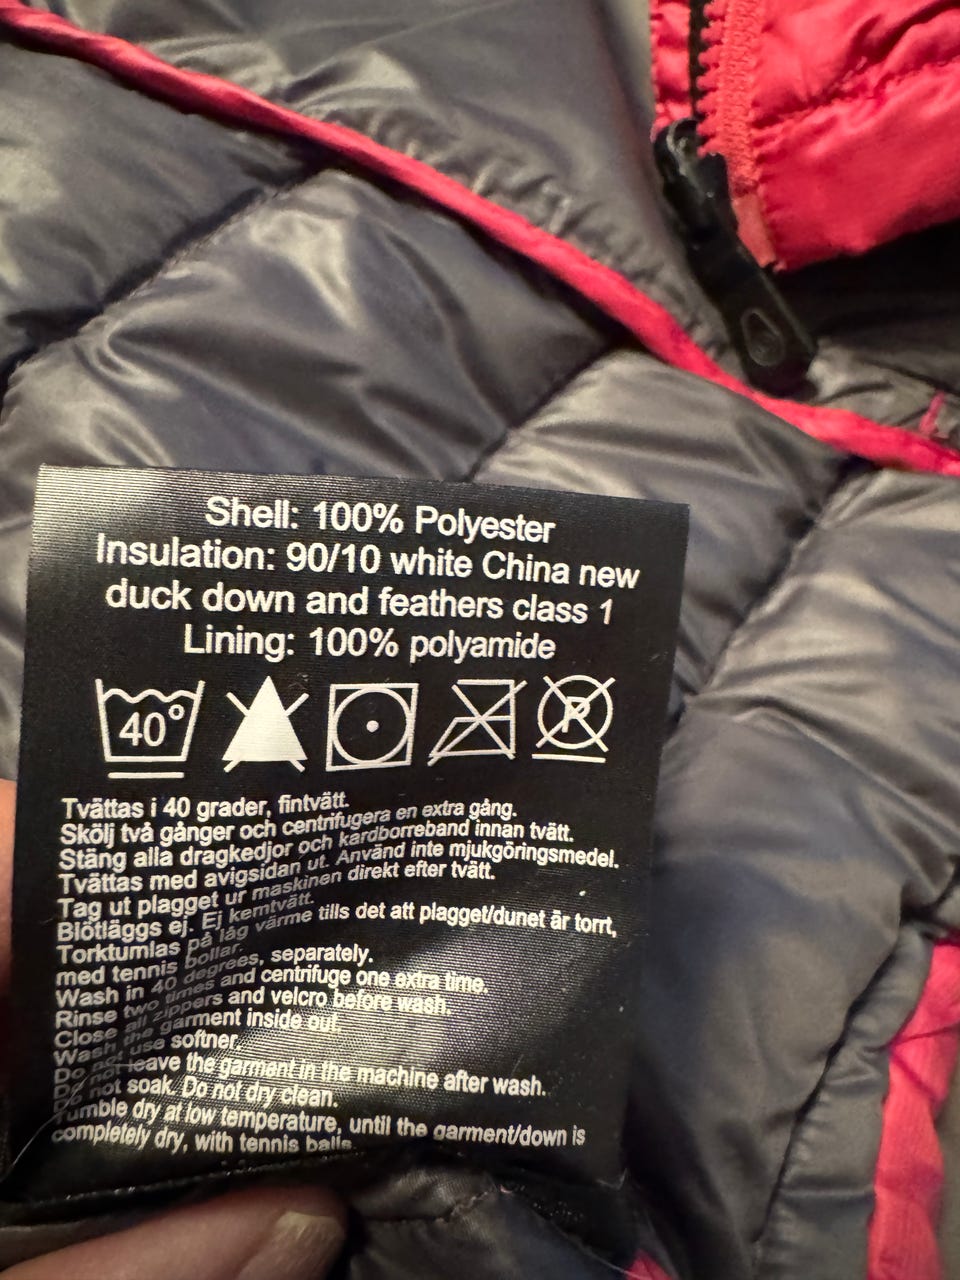 Shell: 100% Polyester
Insulation: 90/10 white China new
duck down and feathers class 1
Lining: 100% polyamide
40°
P
Tvättas i 40 grader, fintvätt.
Skölj två gånger och centrifugera en extra gång.
Stäng alla dragkedjor och kardborreband innan tvätt.
Tvättas med avigsidan ut. Använd inte mjukgöringsmedel.
Tag ut plagget ur maskinen direkt efter tvätt.
Blötläggs ej. Ej kemtvätt.
Torktumlas på låg värme tills det att plagget/dunet är torrt,
med tennis bollar.
Wash in 40 degrees, separately.
Rinse two times and centrifuge one extra time.
Close all zippers and velcro before wash.
Wash the garment inside out.
Do not use softner.
Do not leave the garment in the machine after wash.
Do not soak. Do not dry clean.
Tumble dry at low temperature, until the garment/down is
completely dry, with tennis balls.